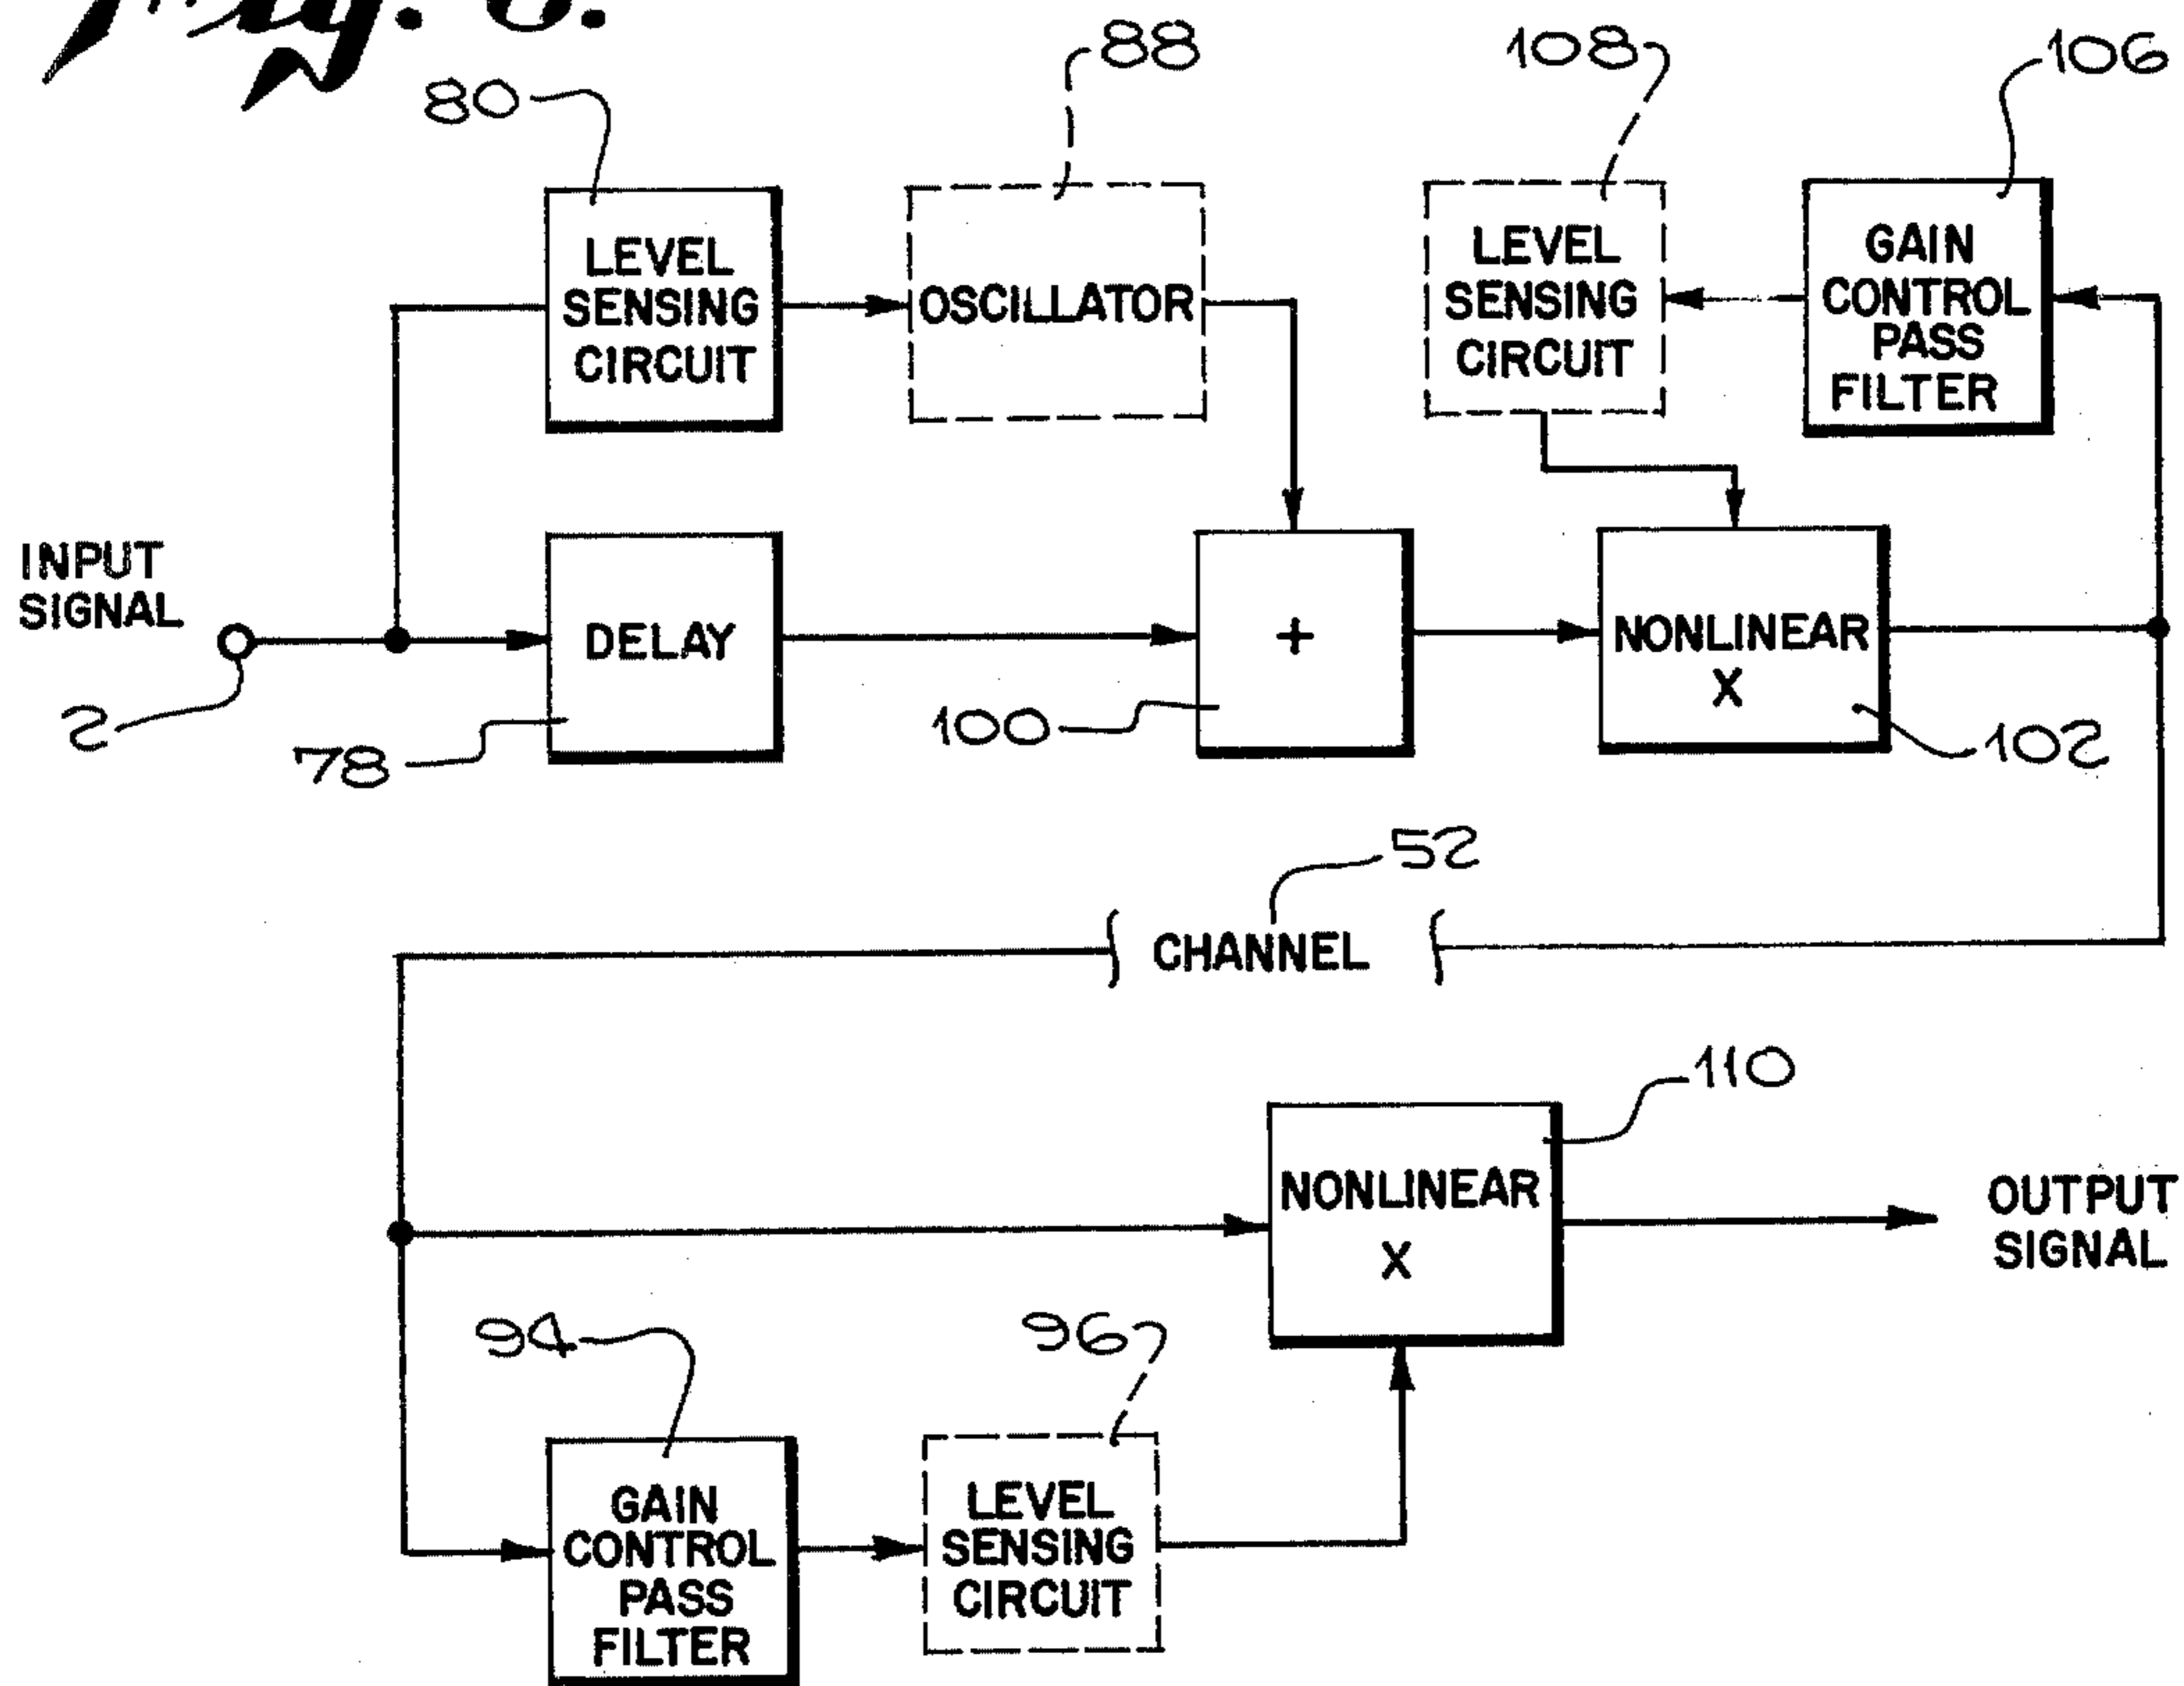 88
108
106
80
LEVEL
SENSING
CIRCUIT
OSCILLATOR
LEVEL
SENSING
CIRCUIT
GAIN
CONTROL
PASS
FILTER
INPUT
SIGNAL
2
DELAY
78
+
100
NONLINEAR
X
102
52
CHANNEL
110
NONLINEAR
X
OUTPUT
SIGNAL
94
96
GAIN
CONTROL
PASS
FILTER
LEVEL
SENSING
CIRCUIT